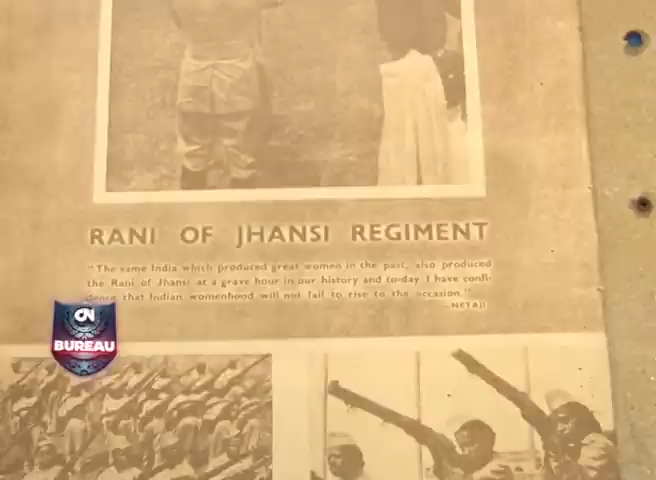 RANI OF JHANSI REGIMENT
"The same India which produced great women in the past, also produced
the Rani of Jhansi at a grave hour in our history and to-day I have confi-
dence that Indian womenhood will not fail to rise to the occasion."
—NETAJI
ON
BUREAU